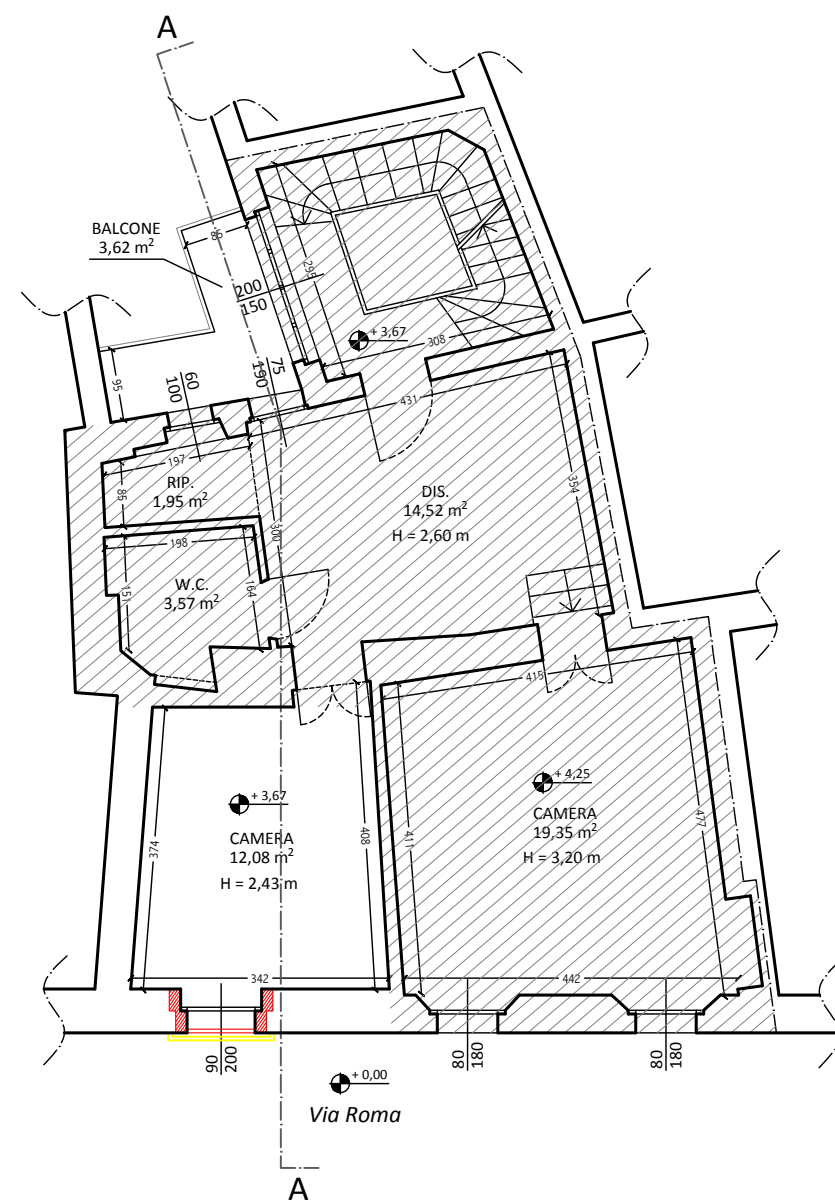 A
BALCONE
3,62 m²
89
95
200
150
295
+ 3,67
308
60
100
75
190
431
197
RIP.
1,95 m²
85
DIS.
14,52 m²
H = 2,60 m
354
300
198
W.C.
3,57 m²
151
164
415
+ 3,67
CAMERA
12,08 m²
H = 2,43 m
374
408
+ 4,25
CAMERA
19,35 m²
H = 3,20 m
411
477
342
442
90
200
80
180
80
180
+ 0,00
Via Roma
A